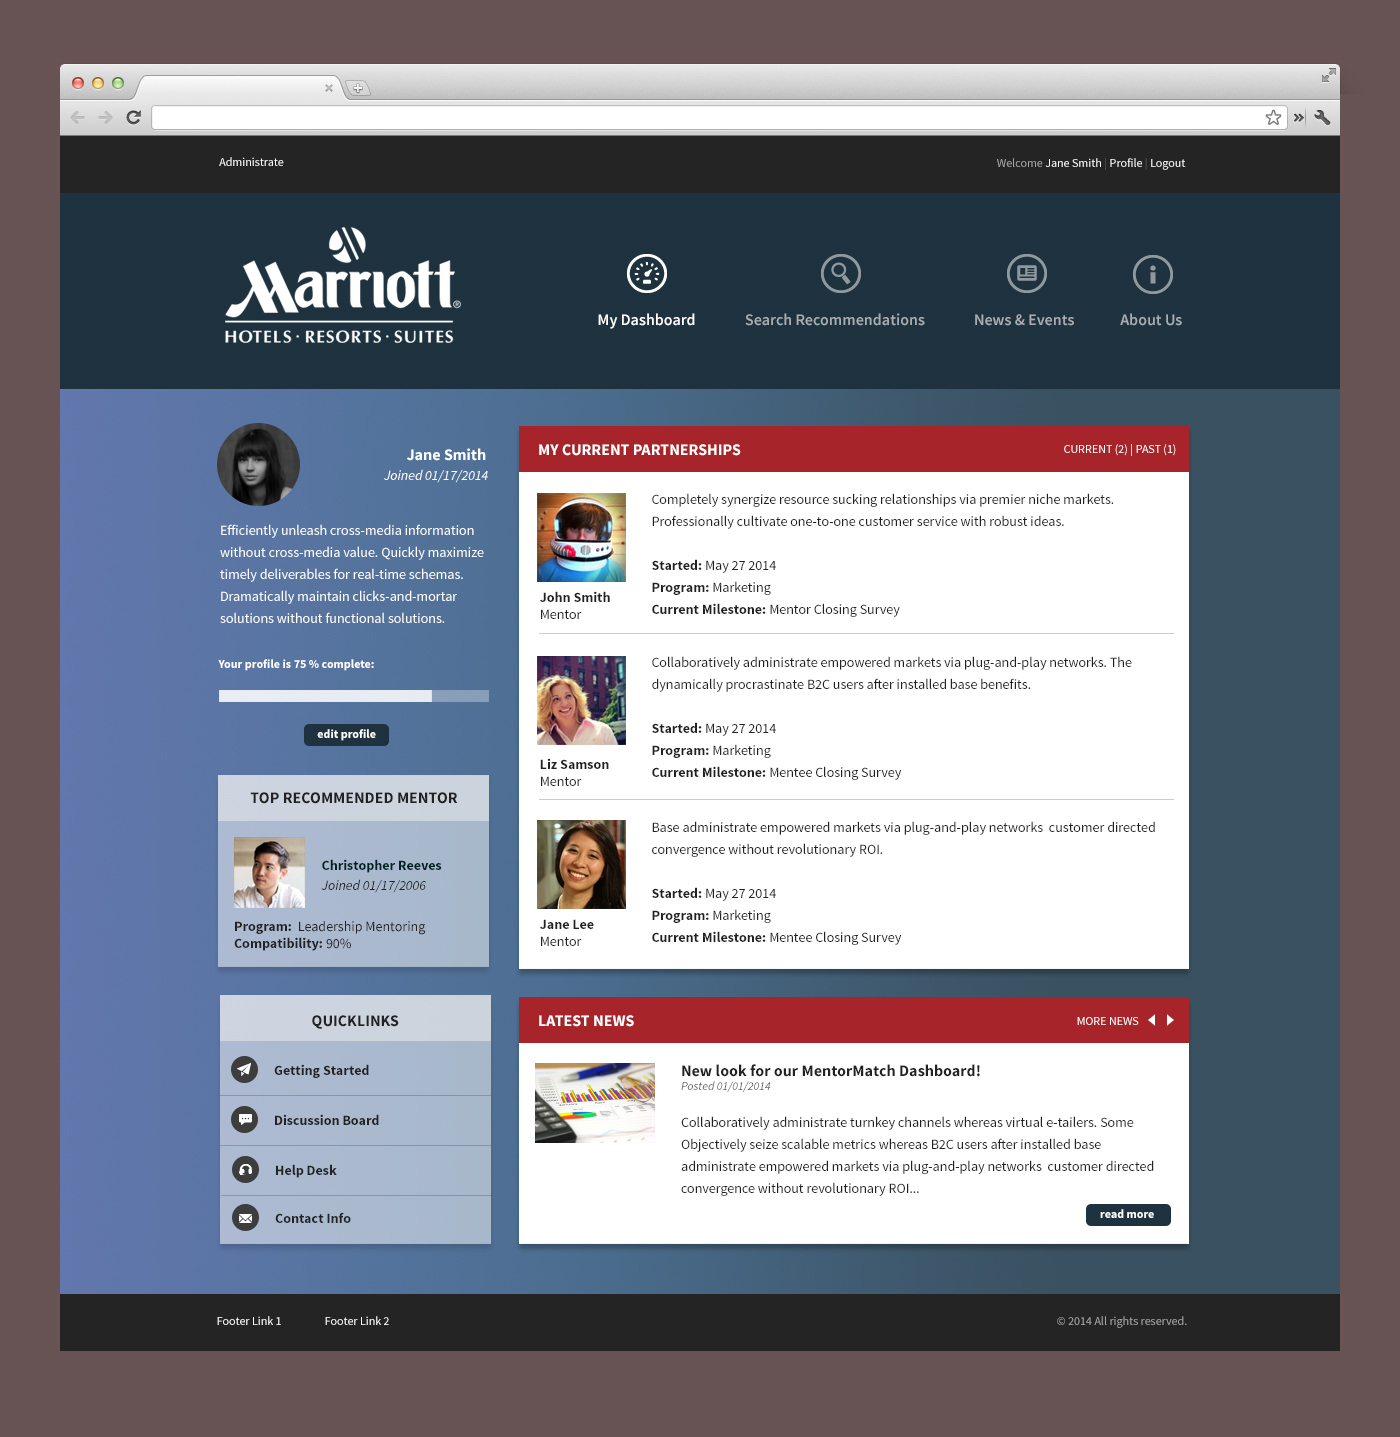 Administrate
Welcome Jane Smith | Profile | Logout
Marriott®
HOTELS · RESORTS · SUITES
My Dashboard
Search Recommendations
News & Events
About Us
Jane Smith
Joined 01/17/2014
Efficiently unleash cross-media information
without cross-media value. Quickly maximize
timely deliverables for real-time schemas.
Dramatically maintain clicks-and-mortar
solutions without functional solutions.
Your profile is 75 % complete:
edit profile
TOP RECOMMENDED MENTOR
Christopher Reeves
Joined 01/17/2006
Program: Leadership Mentoring
Compatibility: 90%
QUICKLINKS
Getting Started
Discussion Board
Help Desk
Contact Info
MY CURRENT PARTNERSHIPS
CURRENT (2) | PAST (1)
Completely synergize resource sucking relationships via premier niche markets.
Professionally cultivate one-to-one customer service with robust ideas.
Started: May 27 2014
Program: Marketing
Current Milestone: Mentor Closing Survey
John Smith
Mentor
Collaboratively administrate empowered markets via plug-and-play networks. The
dynamically procrastinate B2C users after installed base benefits.
Started: May 27 2014
Program: Marketing
Current Milestone: Mentee Closing Survey
Liz Samson
Mentor
Base administrate empowered markets via plug-and-play networks  customer directed
convergence without revolutionary ROI.
Started: May 27 2014
Program: Marketing
Current Milestone: Mentee Closing Survey
Jane Lee
Mentor
LATEST NEWS
MORE NEWS
New look for our MentorMatch Dashboard!
Posted 01/01/2014
Collaboratively administrate turnkey channels whereas virtual e-tailers. Some
Objectively seize scalable metrics whereas B2C users after installed base
administrate empowered markets via plug-and-play networks  customer directed
convergence without revolutionary ROI...
read more
Footer Link 1
Footer Link 2
© 2014 All rights reserved.